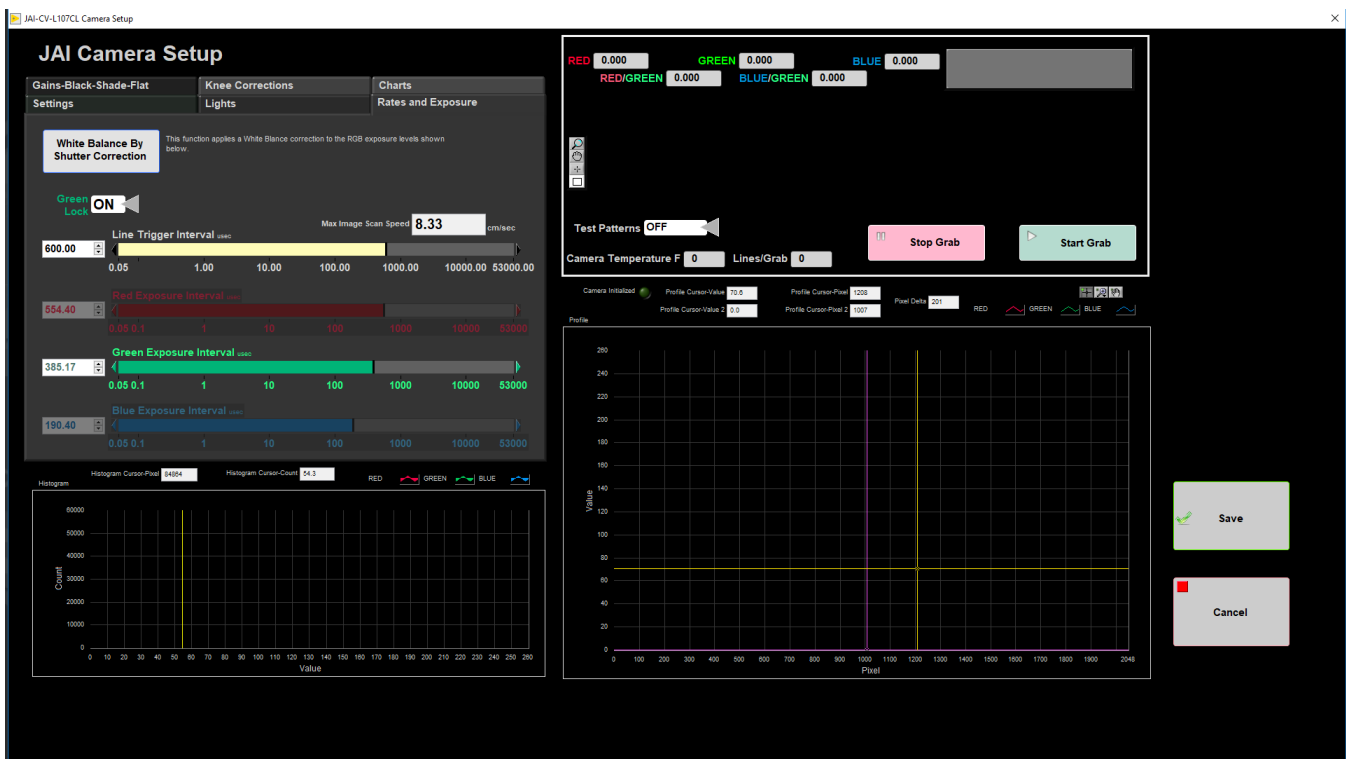 JAI-CV-L107CL Camera Setup
JAI Camera Setup
Gains-Black-Shade-Flat Knee Corrections Charts
Settings Lights Rates and Exposure
White Balance By
Shutter Correction
This function applies a White Blance correction to the RGB exposure levels shown
below.
Green
Lock
ON
Max Image Scan Speed 8.33 cm/sec
Line Trigger Interval usec
600.00
0.05 1.00 10.00 100.00 1000.00 10000.00 53000.00
Red Exposure Interval usec
554.40
0.05 0.1 1 10 100 1000 10000 53000
Green Exposure Interval usec
385.17
0.05 0.1 1 10 100 1000 10000 53000
Blue Exposure Interval usec
190.40
0.05 0.1 1 10 100 1000 10000 53000
Histogram Cursor-Pixel 84864 Histogram Cursor-Count 54.3 RED GREEN BLUE
Histogram
60000
50000
40000
30000
20000
10000
0
Count
0 10 20 30 40 50 60 70 80 90 100 110 120 130 140 150 160 170 180 190 200 210 220 230 240 250 260
Value
RED 0.000 GREEN 0.000 BLUE 0.000
RED/GREEN 0.000 BLUE/GREEN 0.000
Test Patterns OFF
Stop Grab
Start Grab
Camera Temperature F 0 Lines/Grab 0
Camera Initialized Profile Cursor-Value 70.6 Profile Cursor-Pixel 1208
Profile Cursor-Value 2 0.0 Profile Cursor-Pixel 2 1007
Pixel Delta 201 RED GREEN BLUE
Profile
260
240
220
200
180
160
140
120
100
80
60
40
20
0
Value
0 100 200 300 400 500 600 700 800 900 1000 1100 1200 1300 1400 1500 1600 1700 1800 1900 2048
Pixel
Save
Cancel